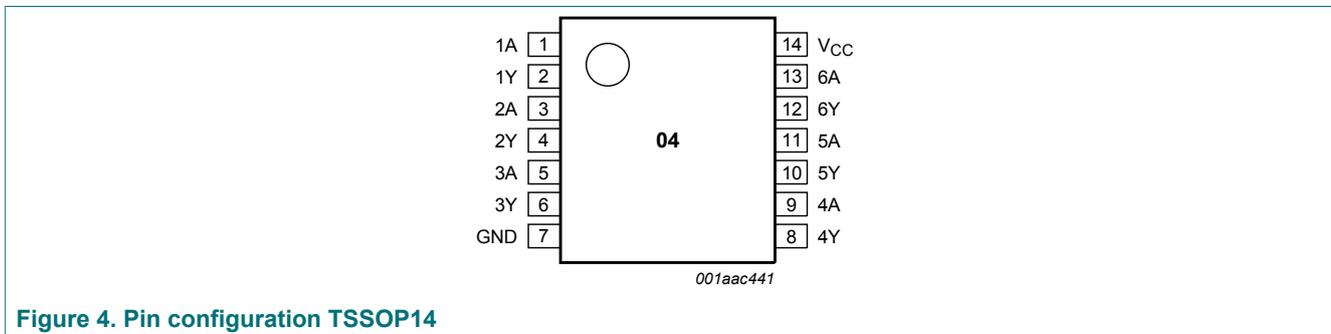 1A 1 14 VCC
1Y 2 13 6A
2A 3 12 6Y
2Y 4 04 11 5A
3A 5 10 5Y
3Y 6 9 4A
GND 7 8 4Y
001aac441
Figure 4. Pin configuration TSSOP14